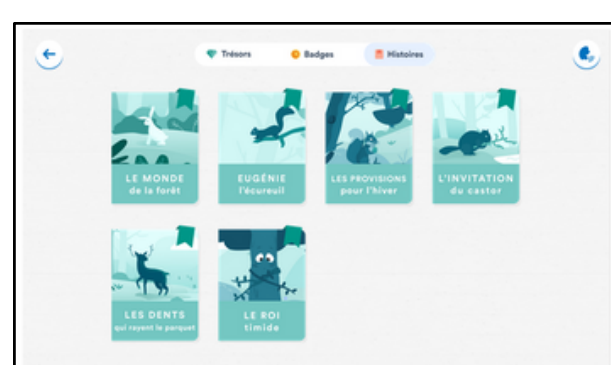 Trésors
Badges
Histoires
LE MONDE
de la forêt
EUGÉNIE
l'écureuil
LES PROVISIONS
pour l'hiver
L'INVITATION
du castor
LES DENTS
qui rayent le parquet
LE ROI
timide